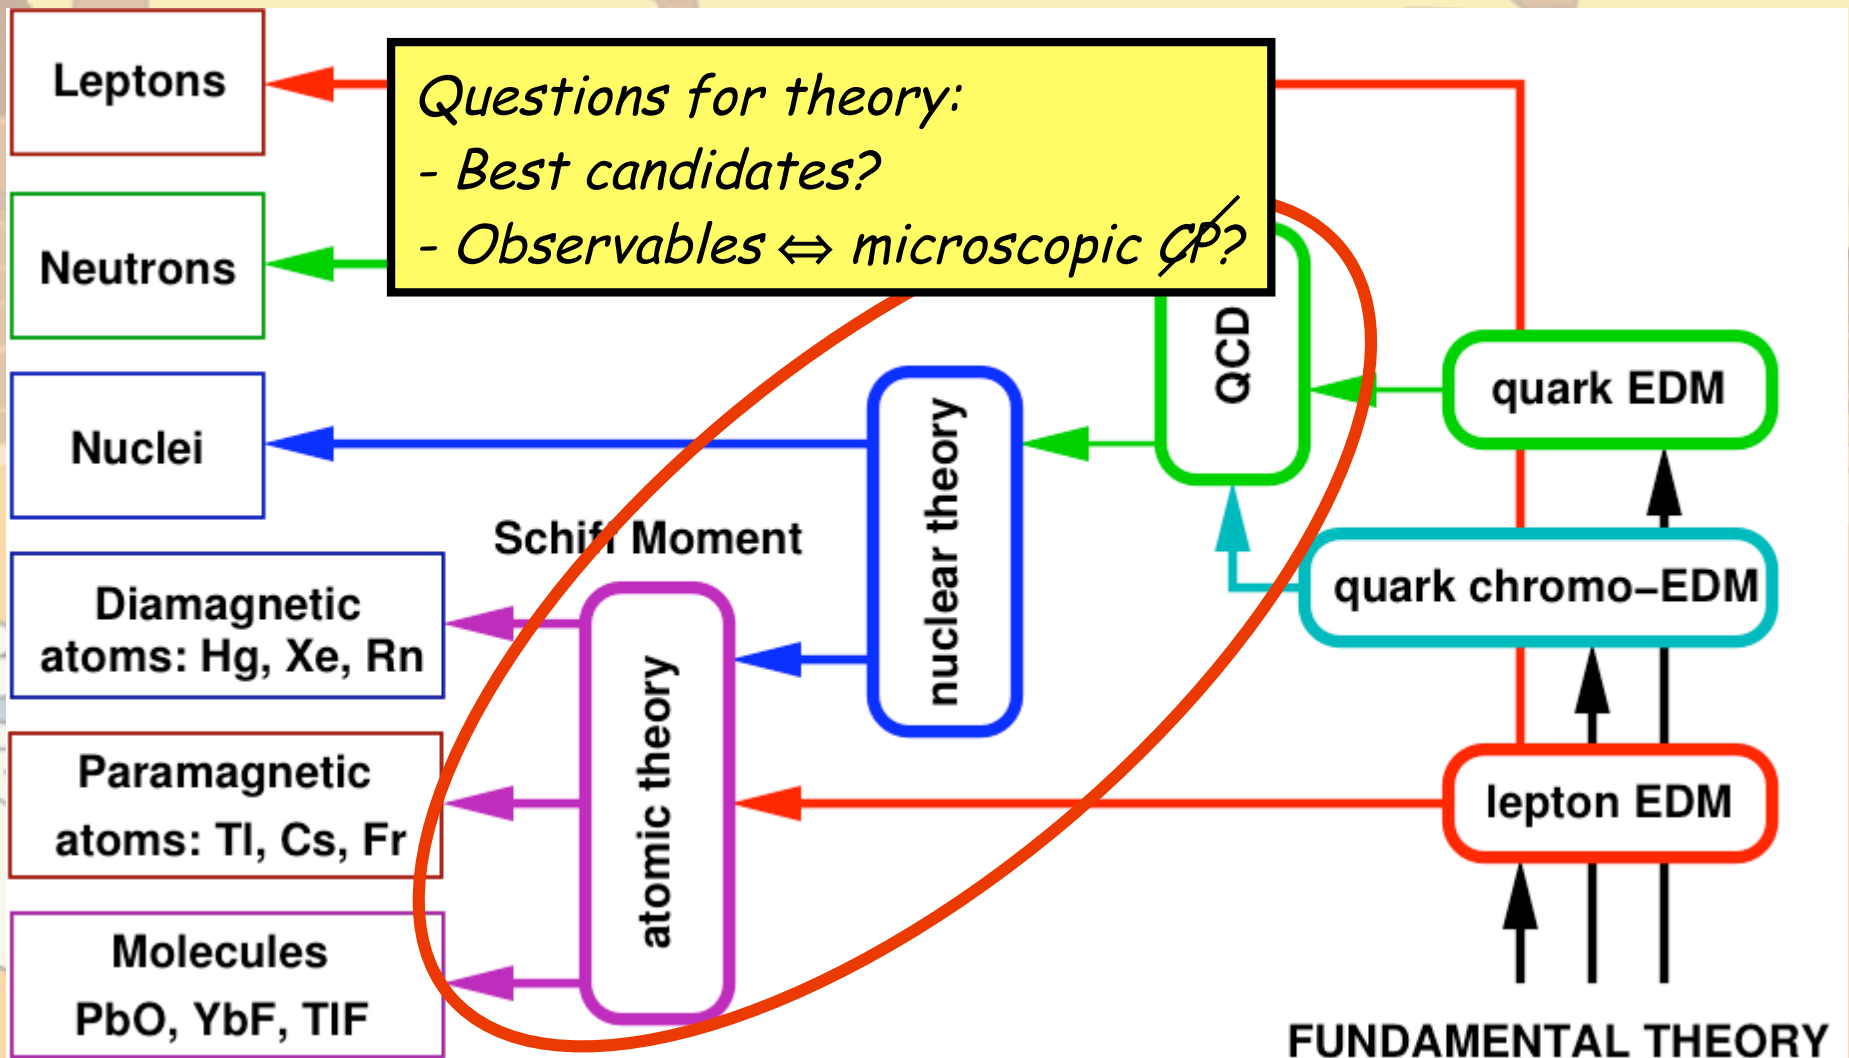 Leptons
Questions for theory:
- Best candidates?
- Observables ⇔ microscopic CP?
Neutrons
QCD
quark EDM
Nuclei
nuclear theory
Schiff Moment
quark chromo–EDM
Diamagnetic
atoms: Hg, Xe, Rn
atomic theory
Paramagnetic
atoms: Tl, Cs, Fr
lepton EDM
Molecules
PbO, YbF, TlF
FUNDAMENTAL THEORY